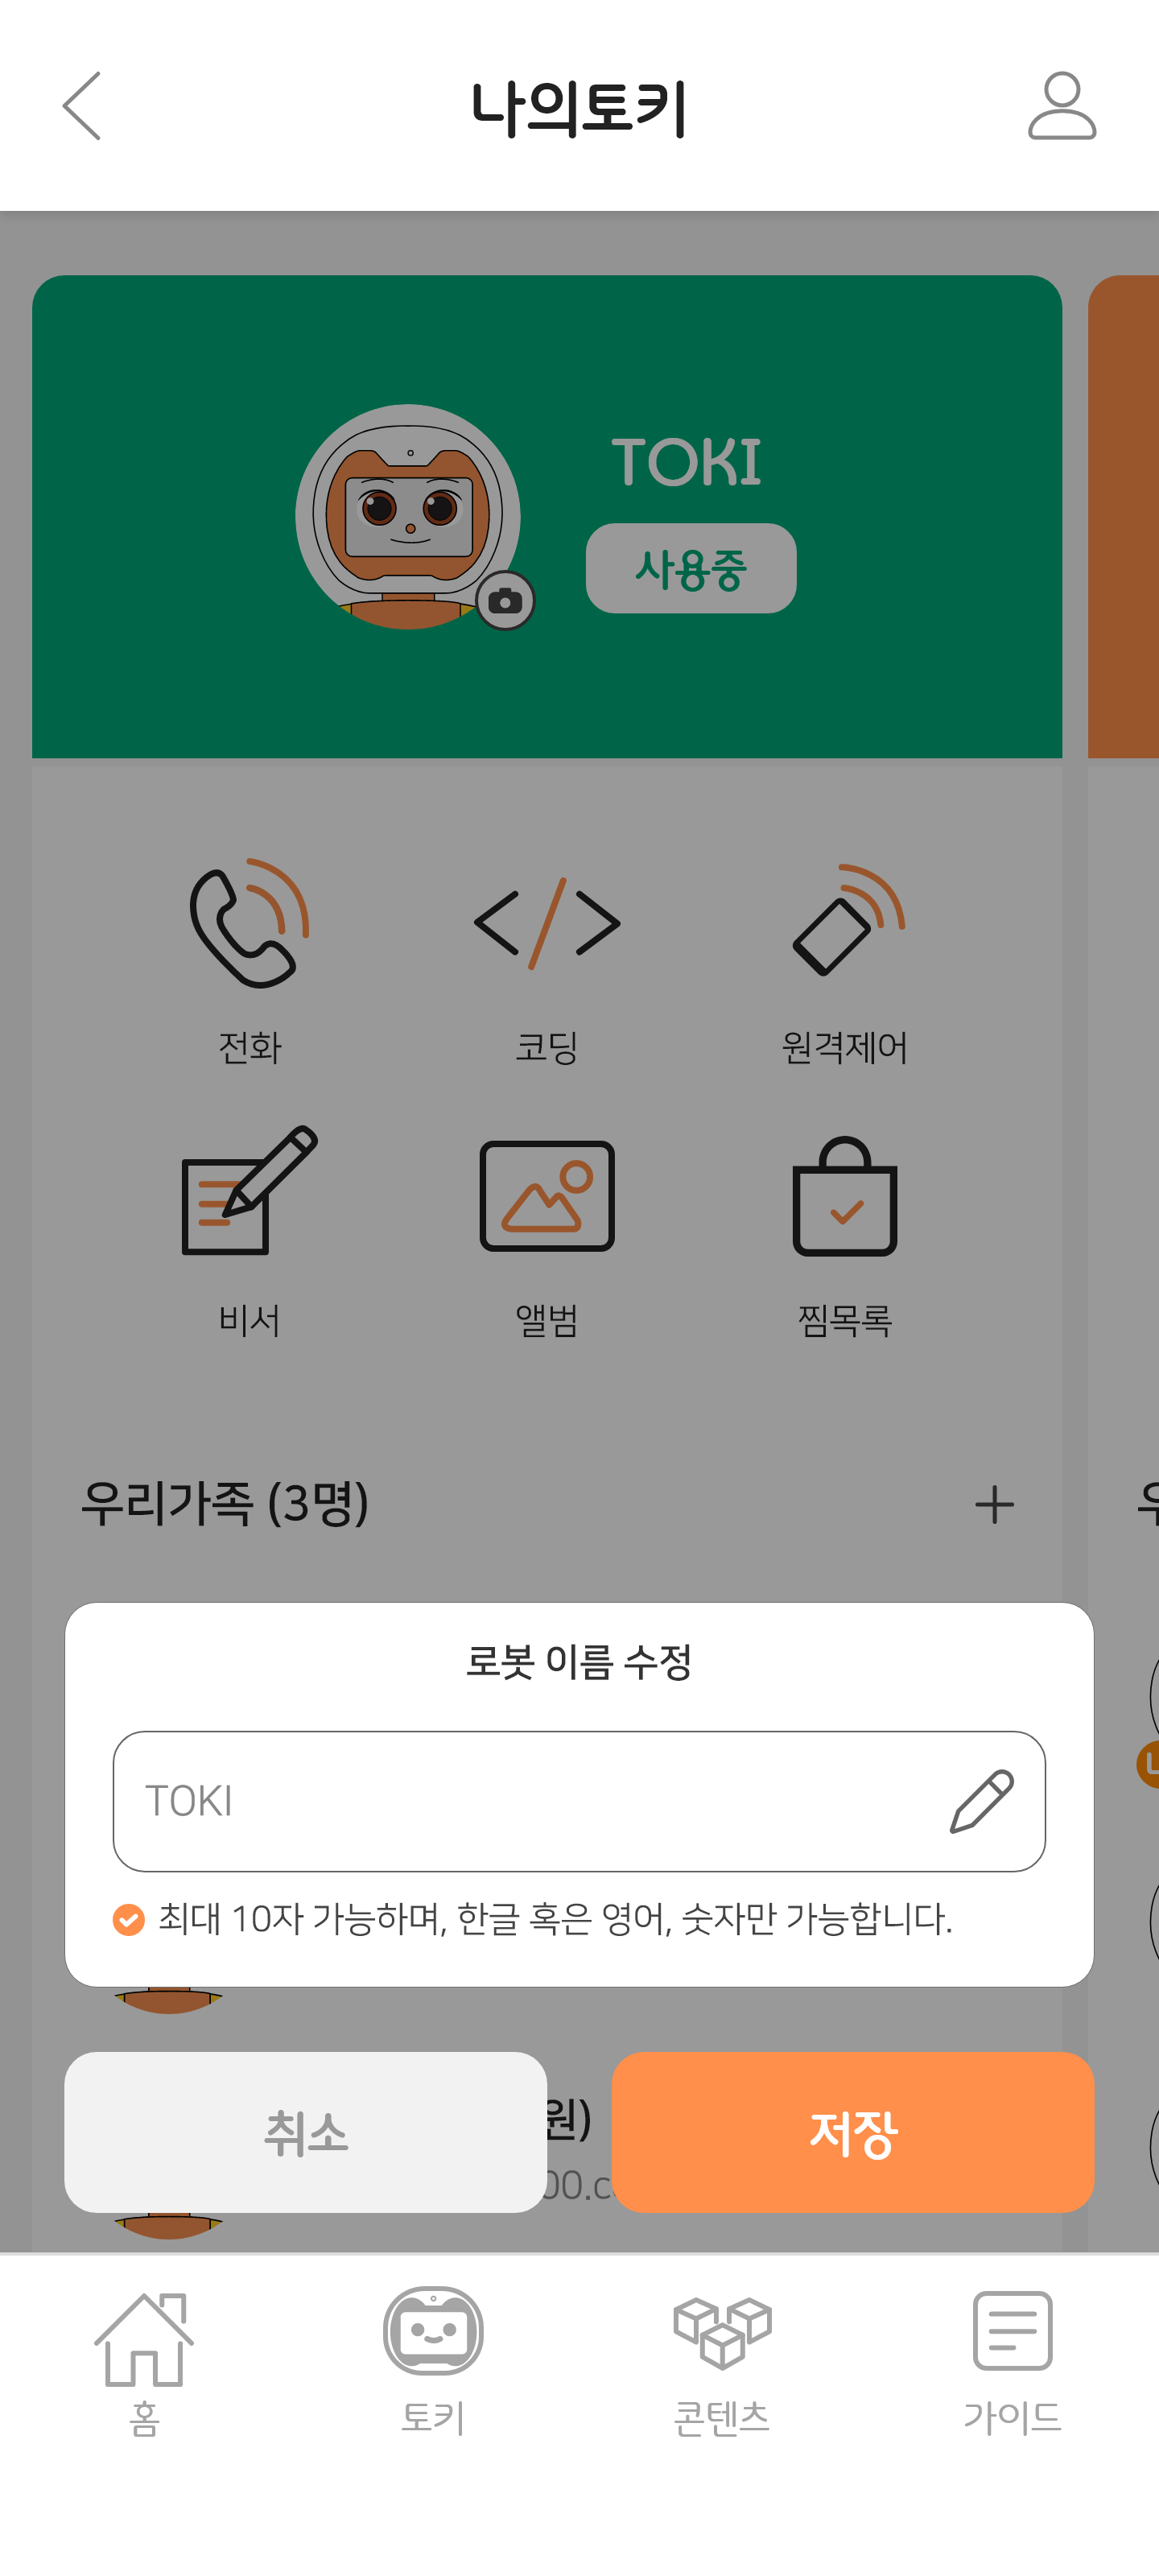 나의토키
TOKI
사용중
전화
코딩
원격제어
비서
앨범
찜목록
우리가족 (3명)
로봇 이름 수정
TOKI
최대 10자 가능하며, 한글 혹은 영어, 숫자만 가능합니다.
원)
00.c
취소
저장
홈
토키
콘텐츠
가이드